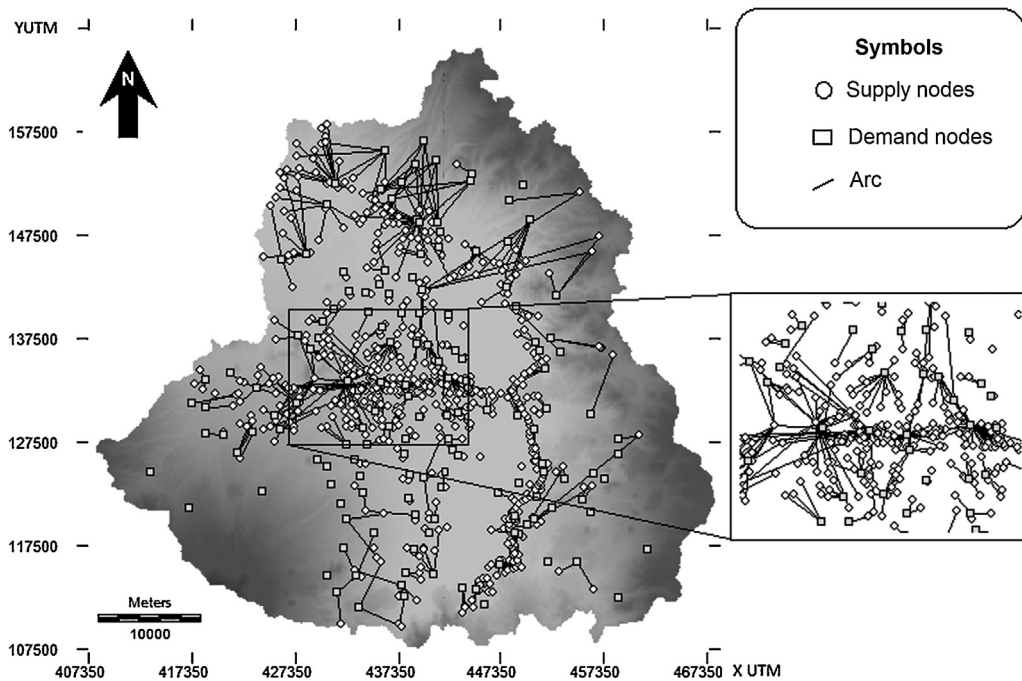 YUTM
N
157500
147500
137500
127500
117500
107500
Meters
10000
407350 417350 427350 437350 447350 457350 467350 X UTM
Symbols
Supply nodes
Demand nodes
Arc